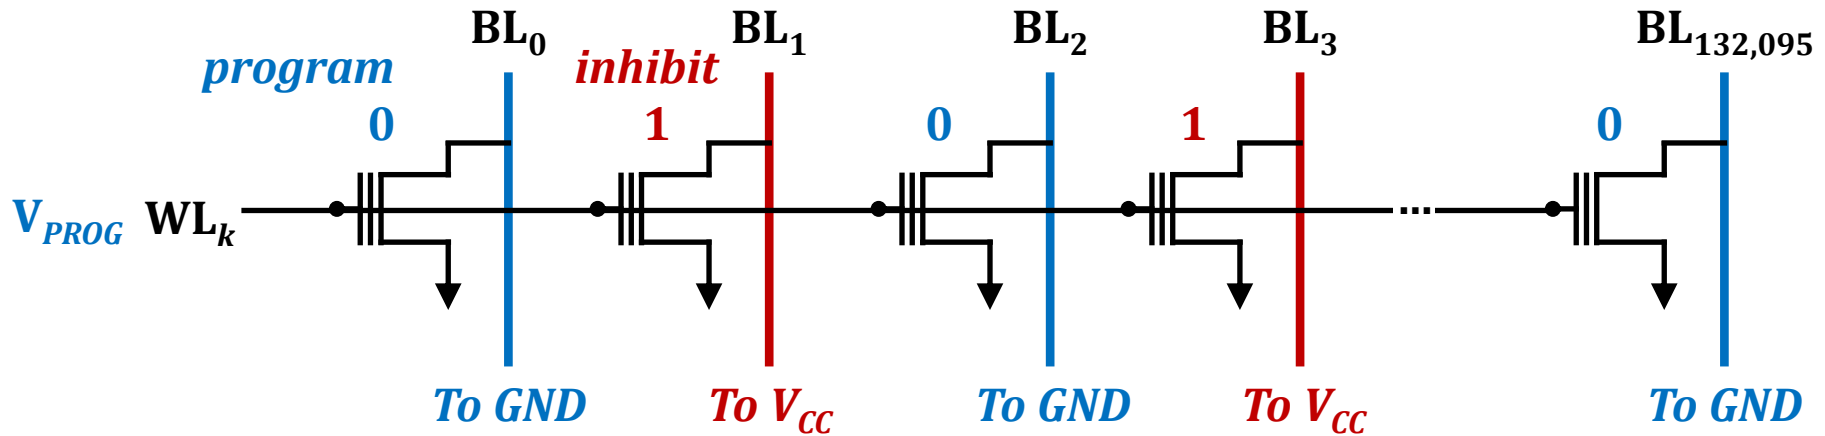 BL0 BL1 BL2 BL3 BL132,095
program inhibit
0 1 0 1 0
VPROG WLk ...
To GND To VCC To GND To VCC To GND